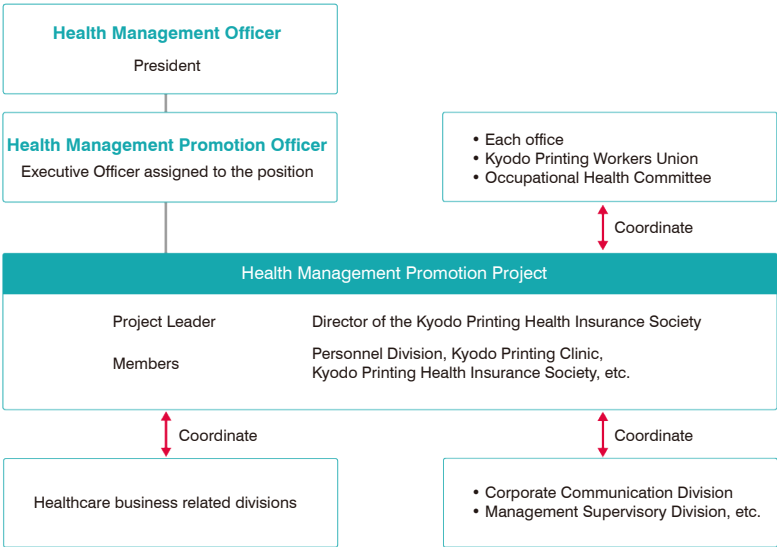 Health Management Officer
President
Health Management Promotion Officer
Executive Officer assigned to the position
• Each office
• Kyodo Printing Workers Union
• Occupational Health Committee
Coordinate
Health Management Promotion Project
Project Leader
Director of the Kyodo Printing Health Insurance Society
Members
Personnel Division, Kyodo Printing Clinic,
Kyodo Printing Health Insurance Society, etc.
Coordinate
Coordinate
Healthcare business related divisions
• Corporate Communication Division
• Management Supervisory Division, etc.